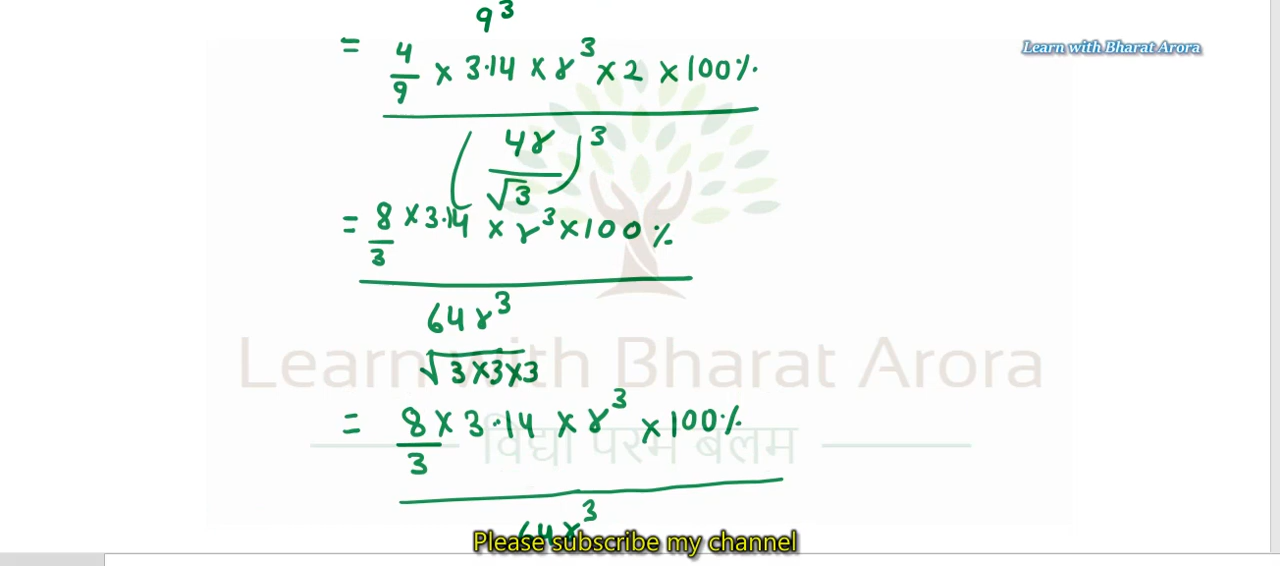 9³
Learn with Bharat Arora
= 4/9 × 3.14 × r³ × 2 × 100%
(4r/√3)³
= 8/3 × 3.14 × r³ × 100%
64r³
√3×3×3
Learn with Bharat Arora
= 8/3 × 3.14 × r³ × 100%
विद्या परम बलम
64r³
Please subscribe my channel